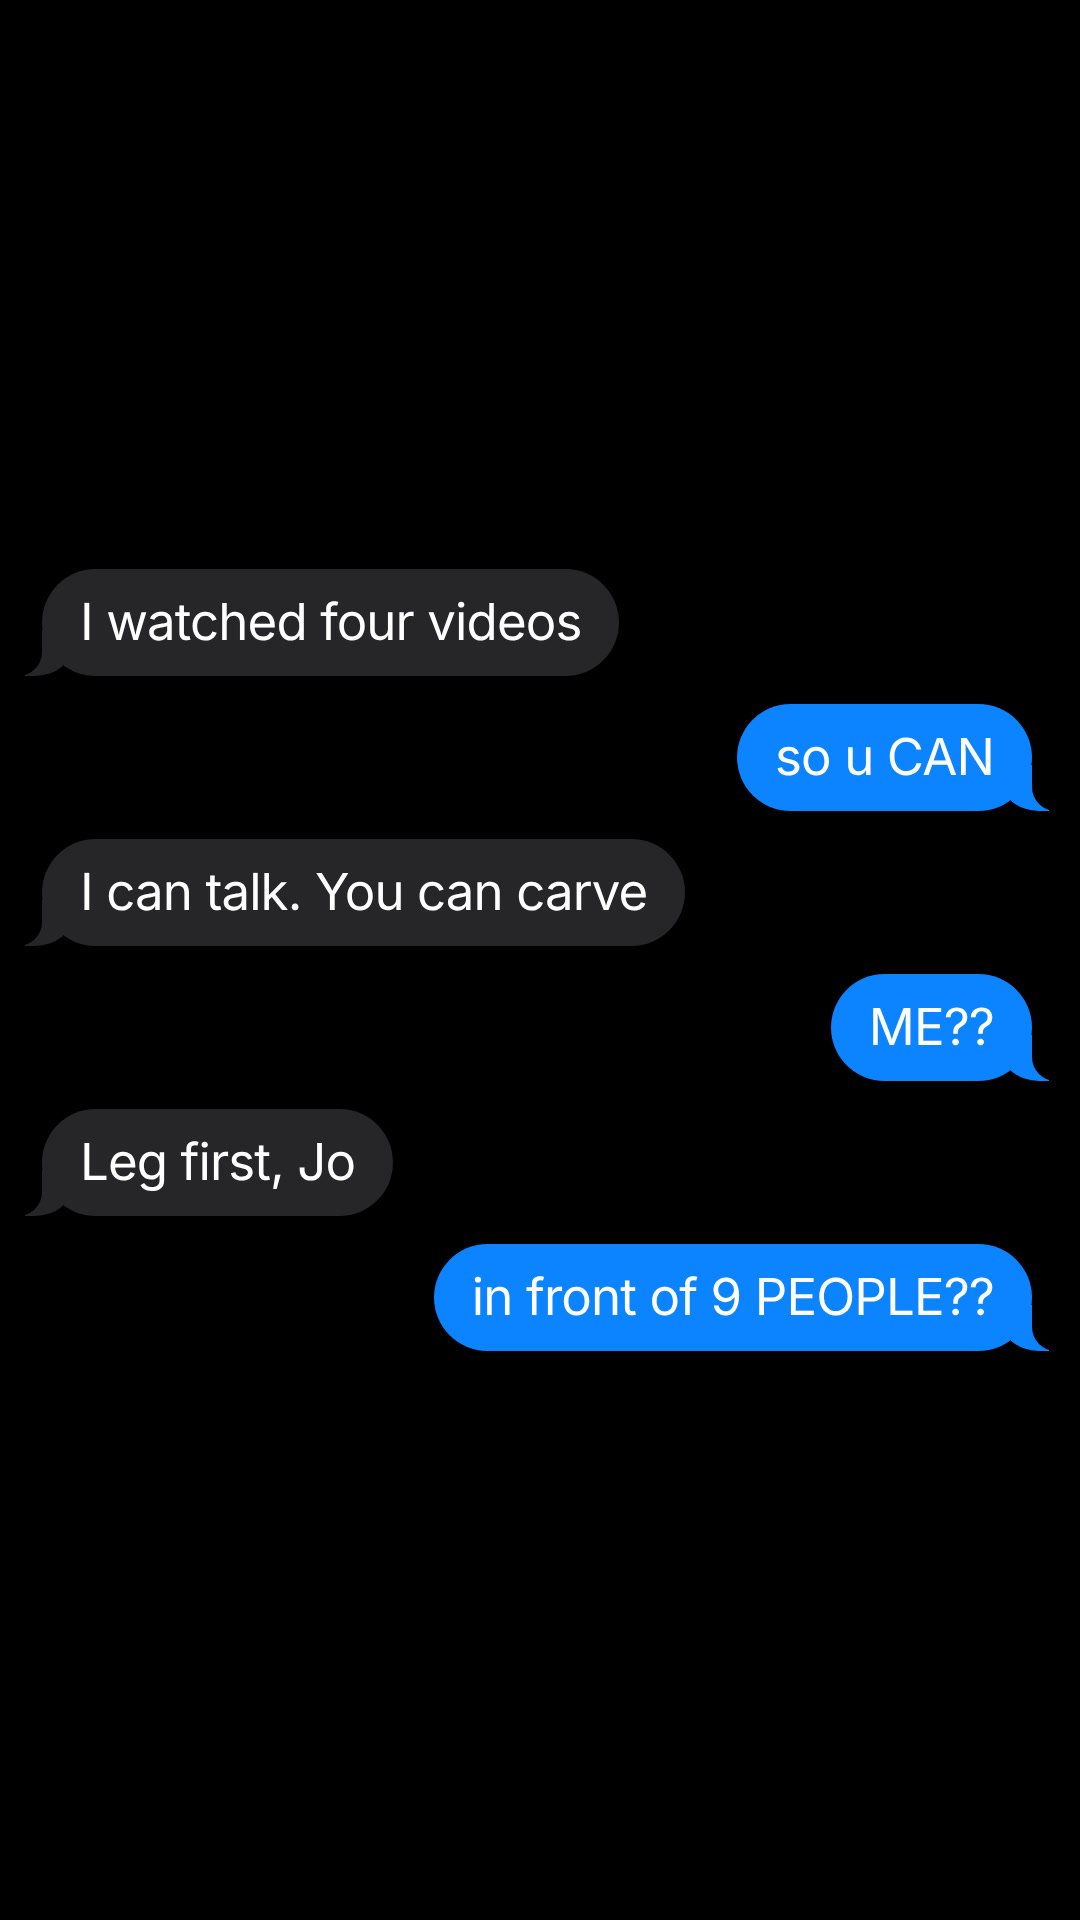 I watched four videos
so u CAN
I can talk. You can carve
ME??
Leg first, Jo
in front of 9 PEOPLE??